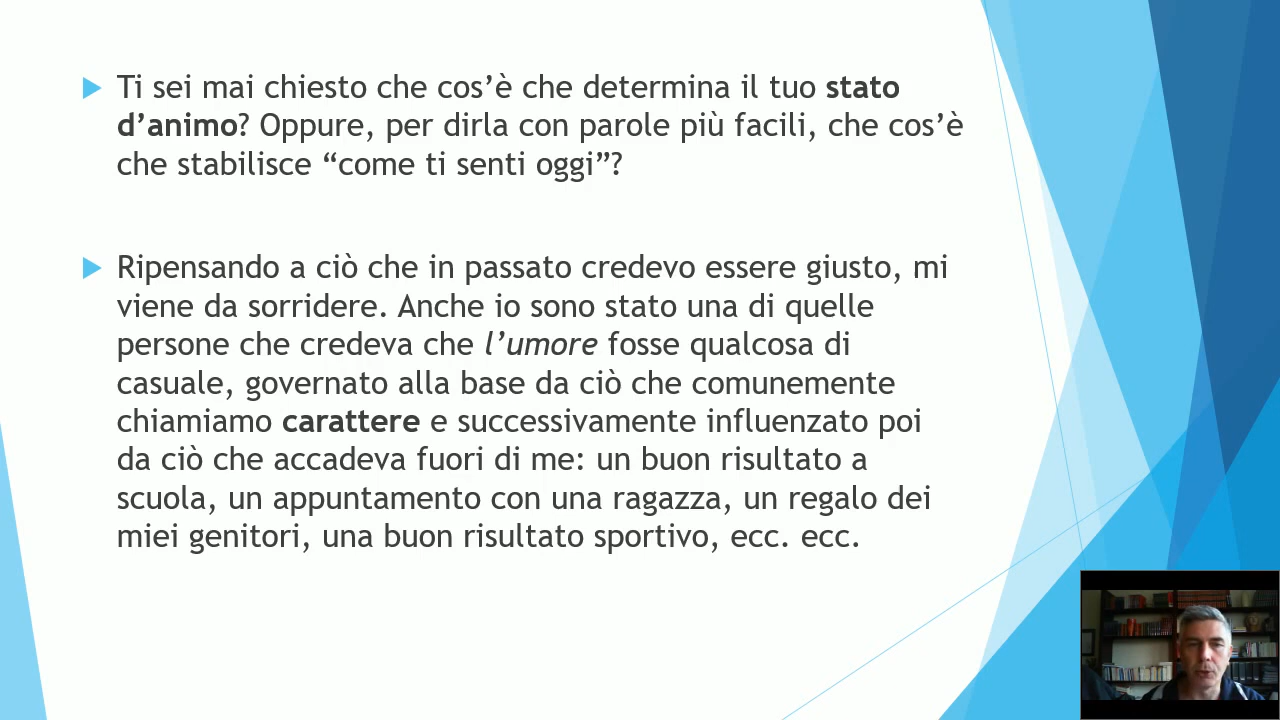 Ti sei mai chiesto che cos’è che determina il tuo stato
d’animo? Oppure, per dirla con parole più facili, che cos’è
che stabilisce “come ti senti oggi”?
Ripensando a ciò che in passato credevo essere giusto, mi
viene da sorridere. Anche io sono stato una di quelle
persone che credeva che l’umore fosse qualcosa di
casuale, governato alla base da ciò che comunemente
chiamiamo carattere e successivamente influenzato poi
da ciò che accadeva fuori di me: un buon risultato a
scuola, un appuntamento con una ragazza, un regalo dei
miei genitori, una buon risultato sportivo, ecc. ecc.